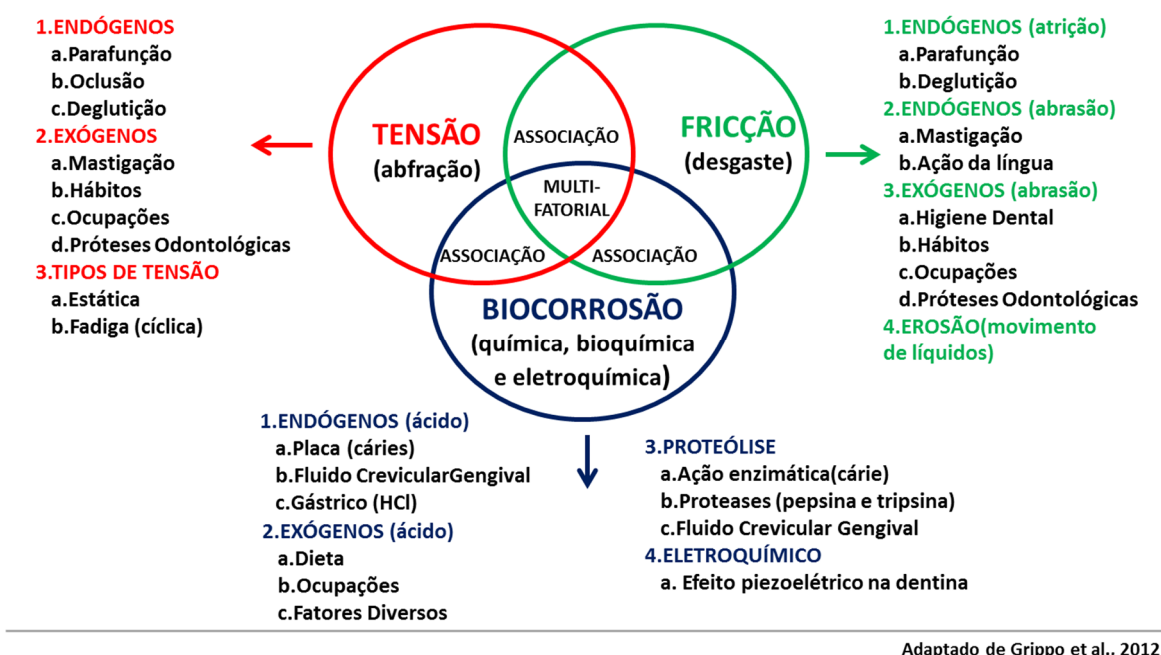 1.ENDÓGENOS
a.Parafunção
b.Oclusão
c.Deglutição
2.EXÓGENOS
a.Mastigação
b.Hábitos
c.Ocupações
d.Próteses Odontológicas
3.TIPOS DE TENSÃO
a.Estática
b.Fadiga (cíclica)
TENSÃO
(abfração)
ASSOCIAÇÃO
FRICÇÃO
(desgaste)
MULTI-
FATORIAL
ASSOCIAÇÃO
ASSOCIAÇÃO
BIOCORROSÃO
(química, bioquímica
e eletroquímica)
1.ENDÓGENOS (atrição)
a.Parafunção
b.Deglutição
2.ENDÓGENOS (abrasão)
a.Mastigação
b.Ação da língua
3.EXÓGENOS (abrasão)
a.Higiene Dental
b.Hábitos
c.Ocupações
d.Próteses Odontológicas
4.EROSÃO(movimento
de líquidos)
1.ENDÓGENOS (ácido)
a.Placa (cáries)
b.Fluido CrevicularGengival
c.Gástrico (HCl)
2.EXÓGENOS (ácido)
a.Dieta
b.Ocupações
c.Fatores Diversos
3.PROTEÓLISE
a.Ação enzimática(cárie)
b.Proteases (pepsina e tripsina)
c.Fluido Crevicular Gengival
4.ELETROQUÍMICO
a. Efeito piezoelétrico na dentina
Adaptado de Grippo et al., 2012